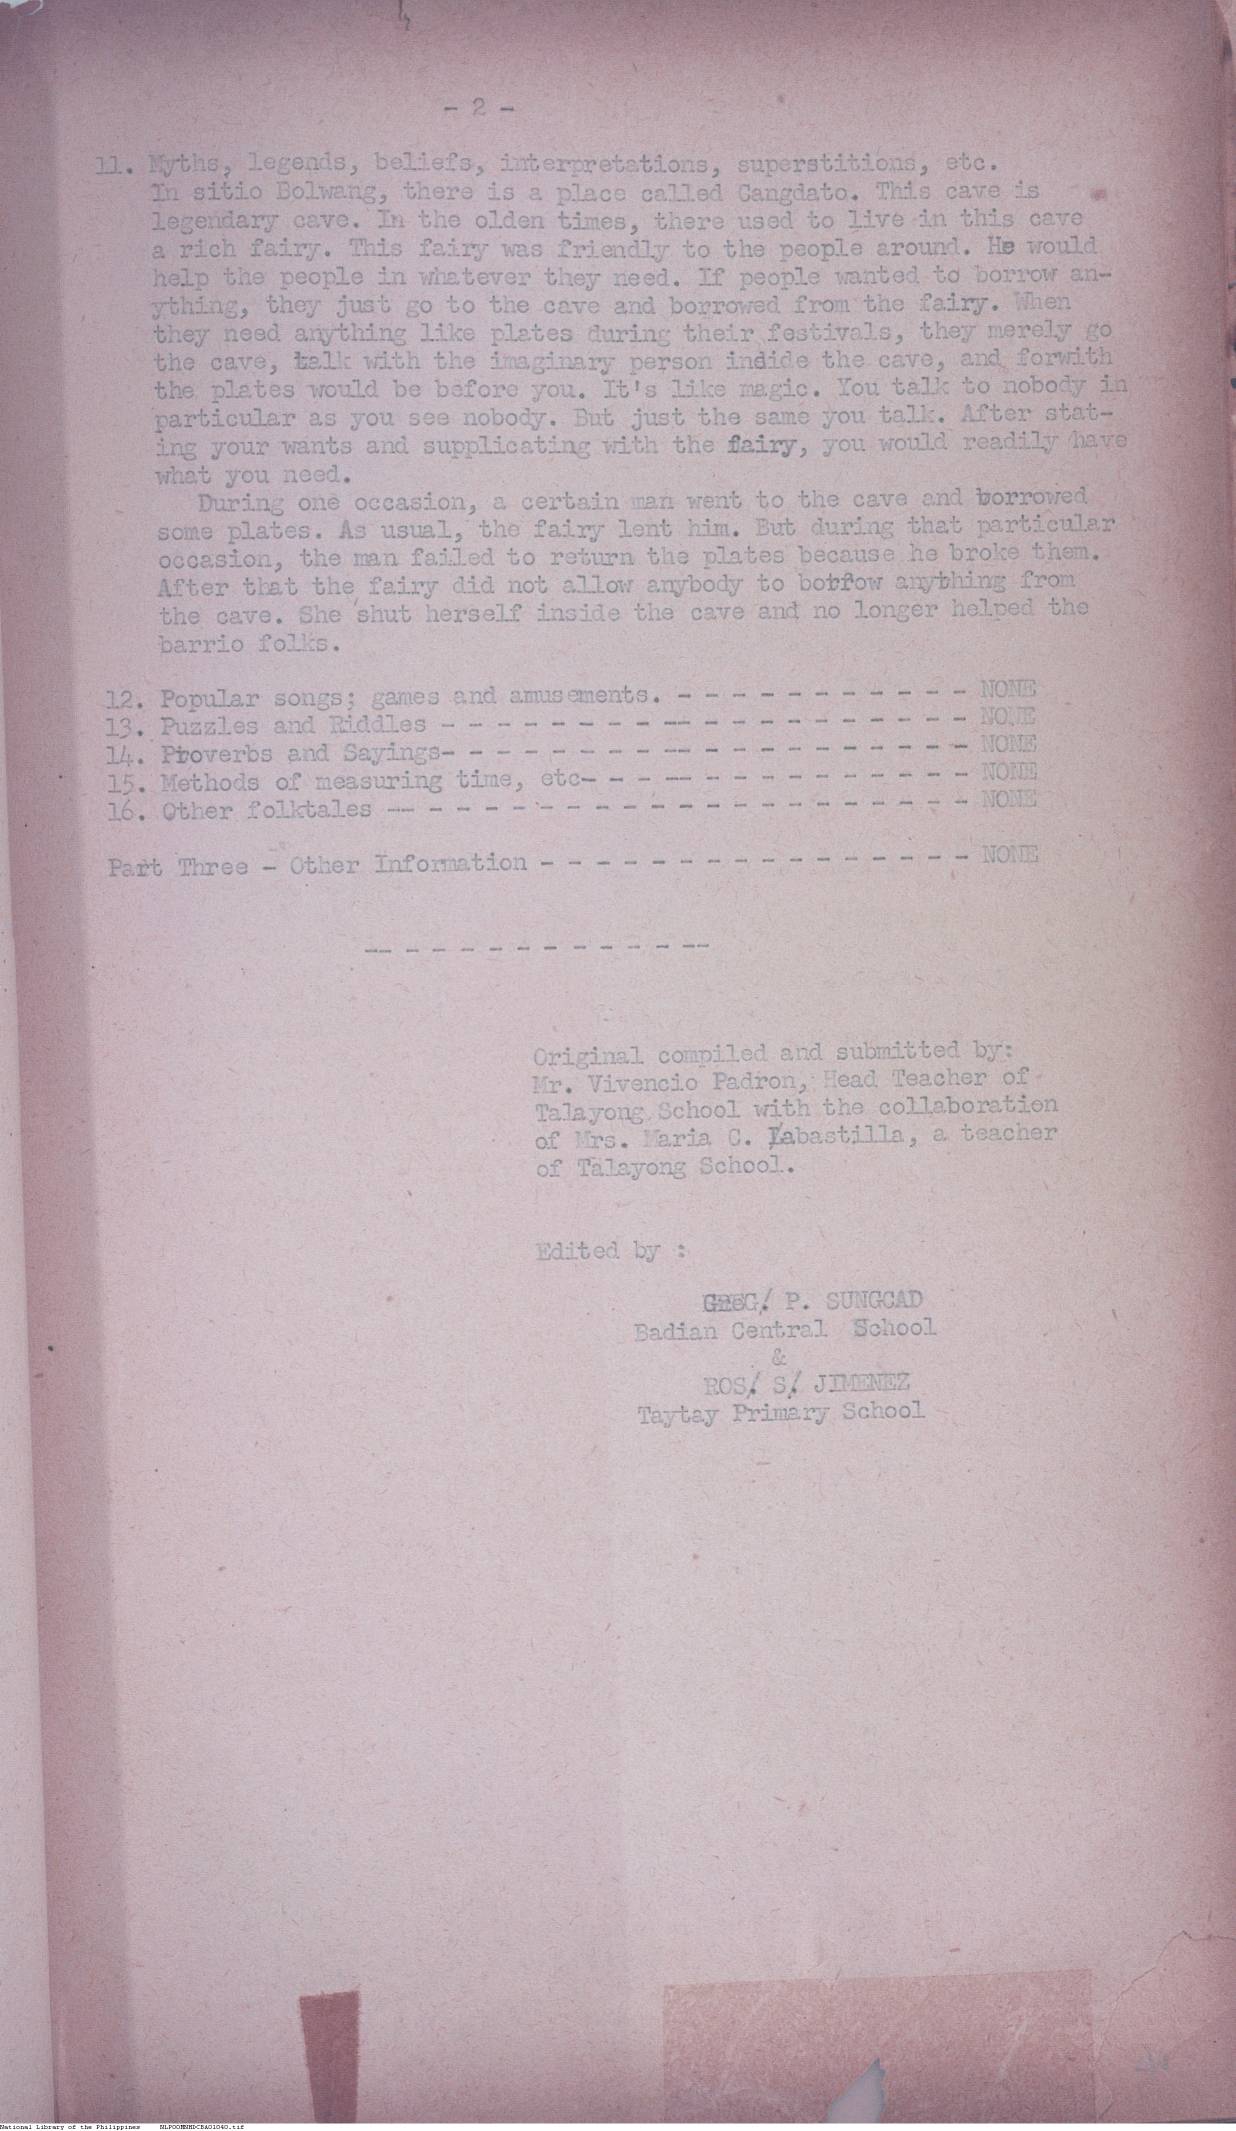 - 2 -
11. Myths, legends, beliefs, interpretations, superstitions, etc.
In sitio Bolwang, there is a place called Cangdato. This cave is
legendary cave. In the olden times, there used to live in this cave
a rich fairy. This fairy was friendly to the people around. He would
help the people in whatever they need. If people wanted to borrow an-
ything, they just go to the cave and borrowed from the fairy. When
they need anything like plates during their festivals, they merely go
the cave, talk with the imaginary person indide the cave, and forwith
the plates would be before you. It's like magic. You talk to nobody in
particular as you see nobody. But just the same you talk. After stat-
ing your wants and supplicating with the fairy, you would readily have
what you need.
During one occasion, a certain man went to the cave and borrowed
some plates. As usual, the fairy lent him. But during that particular
occasion, the man failed to return the plates because he broke them.
After that the fairy did not allow anybody to borrow anything from
the cave. She shut herself inside the cave and no longer helped the
barrio folks.
12. Popular songs; games and amusements. - - - - - - - - - - - NONE
13. Puzzles and Riddles - - - - - - - - - - - - - - - - - - - NONE
14. Proverbs and Sayings- - - - - - - - - - - - - - - - - - - NONE
15. Methods of measuring time, etc- - - - - - - - - - - - - - NONE
16. Other folktales -- - - - - - - - - - - - - - - - - - - - - NONE
Part Three - Other Information - - - - - - - - - - - - - - - - NONE
-- - - - - - - - - - - --
Original compiled and submitted by:
Mr. Vivencio Padron, Head Teacher of
Talayong School with the collaboration
of Mrs. Maria C. Labastilla, a teacher
of Talayong School.
Edited by :
GREG/. P. SUNGCAD
Badian Central School
&
ROS/. S/. JIMENEZ
Taytay Primary School
National Library of the Philippines NLPOOMNHDCBA01040.tif